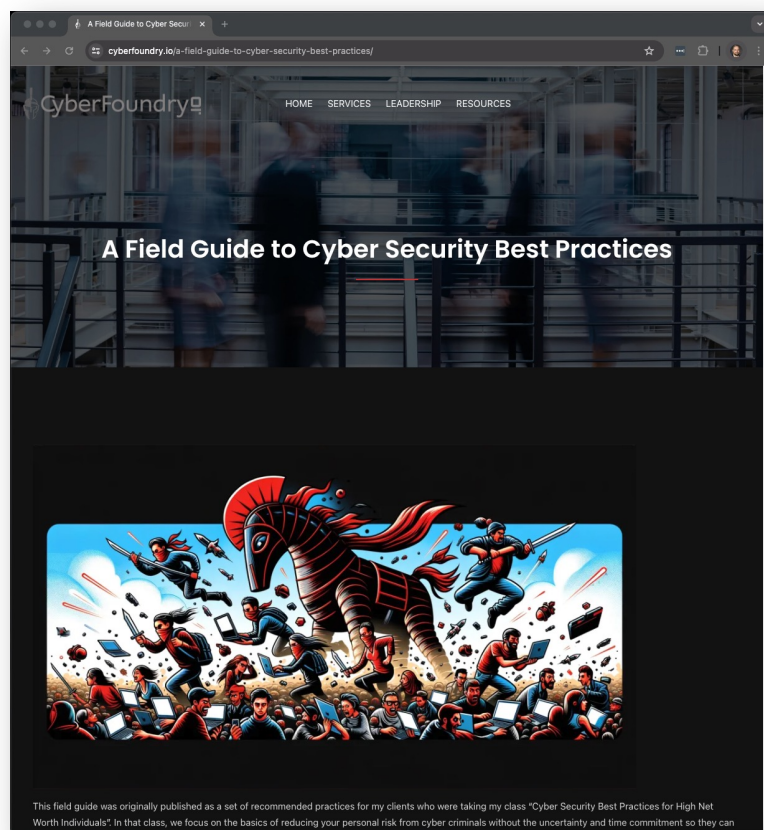 A Field Guide to Cyber Securi
cyberfoundry.io/a-field-guide-to-cyber-security-best-practices/
CyberFoundry
HOME SERVICES LEADERSHIP RESOURCES
A Field Guide to Cyber Security Best Practices
This field guide was originally published as a set of recommended practices for my clients who were taking my class “Cyber Security Best Practices for High Net
Worth Individuals”. In that class, we focus on the basics of reducing your personal risk from cyber criminals without the uncertainty and time commitment so they can